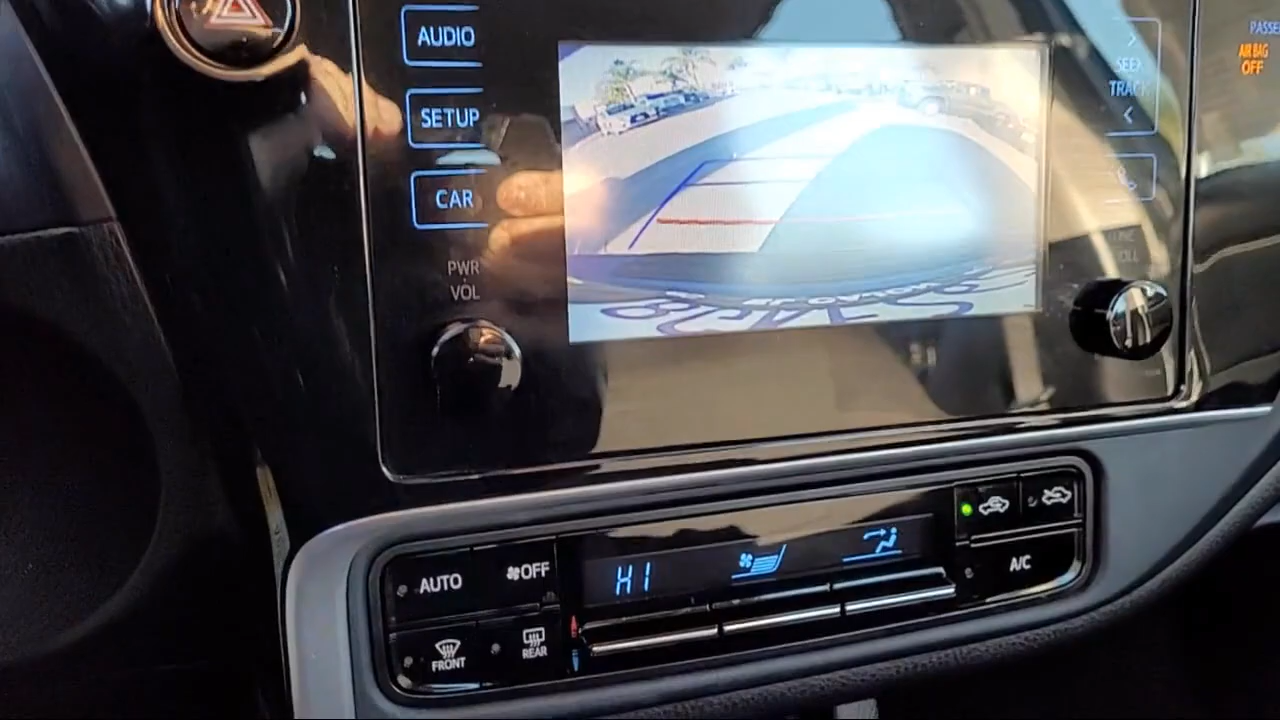 AUDIO
SETUP
CAR
PWR
VOL
SEEK
TRACK
PASSE
AIR BAG
OFF
AUTO
OFF
FRONT
REAR
HI
A/C